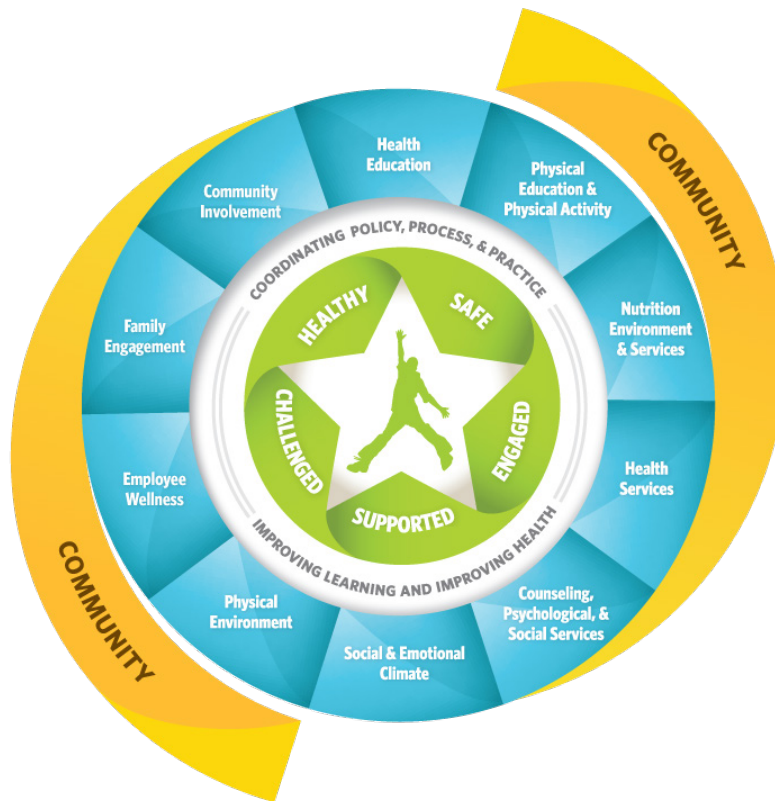 COMMUNITY
Health
Education
Physical
Education &
Physical Activity
Nutrition
Environment
& Services
Health
Services
Counseling,
Psychological, &
Social Services
Social & Emotional
Climate
Physical
Environment
Employee
Wellness
Family
Engagement
Community
Involvement
COORDINATING POLICY, PROCESS, & PRACTICE
IMPROVING LEARNING AND IMPROVING HEALTH
HEALTHY
SAFE
ENGAGED
SUPPORTED
CHALLENGED
COMMUNITY